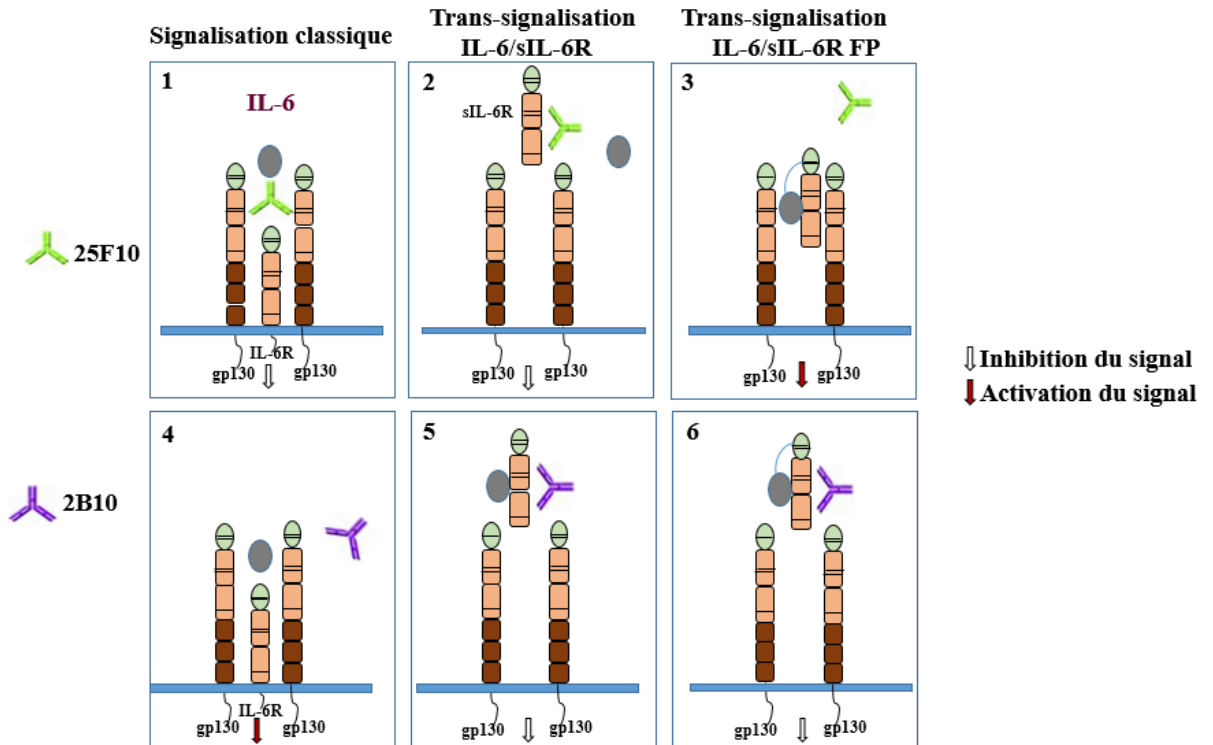 Signalisation classique
Trans-signalisation
IL-6/sIL-6R
Trans-signalisation
IL-6/sIL-6R FP
1
IL-6
IL-6R
gp130
gp130
2
sIL-6R
gp130
gp130
3
gp130
gp130
25F10
Inhibition du signal
Activation du signal
4
IL-6R
gp130
gp130
5
gp130
gp130
6
gp130
gp130
2B10